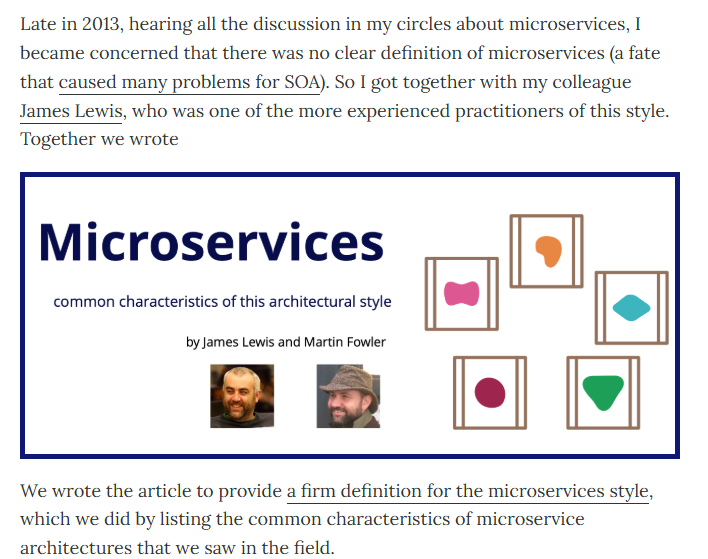 Late in 2013, hearing all the discussion in my circles about microservices, I
became concerned that there was no clear definition of microservices (a fate
that caused many problems for SOA). So I got together with my colleague
James Lewis, who was one of the more experienced practitioners of this style.
Together we wrote
Microservices
common characteristics of this architectural style
by James Lewis and Martin Fowler
We wrote the article to provide a firm definition for the microservices style,
which we did by listing the common characteristics of microservice
architectures that we saw in the field.